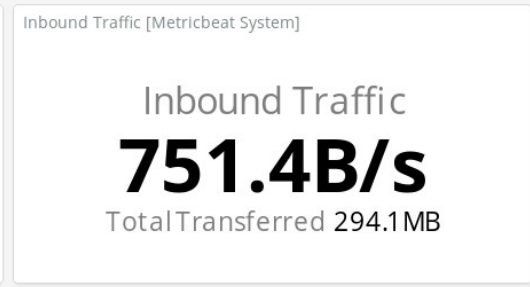 Inbound Traffic [Metricbeat System]
Inbound Traffic
751.4B/s
Total Transferred 294.1MB